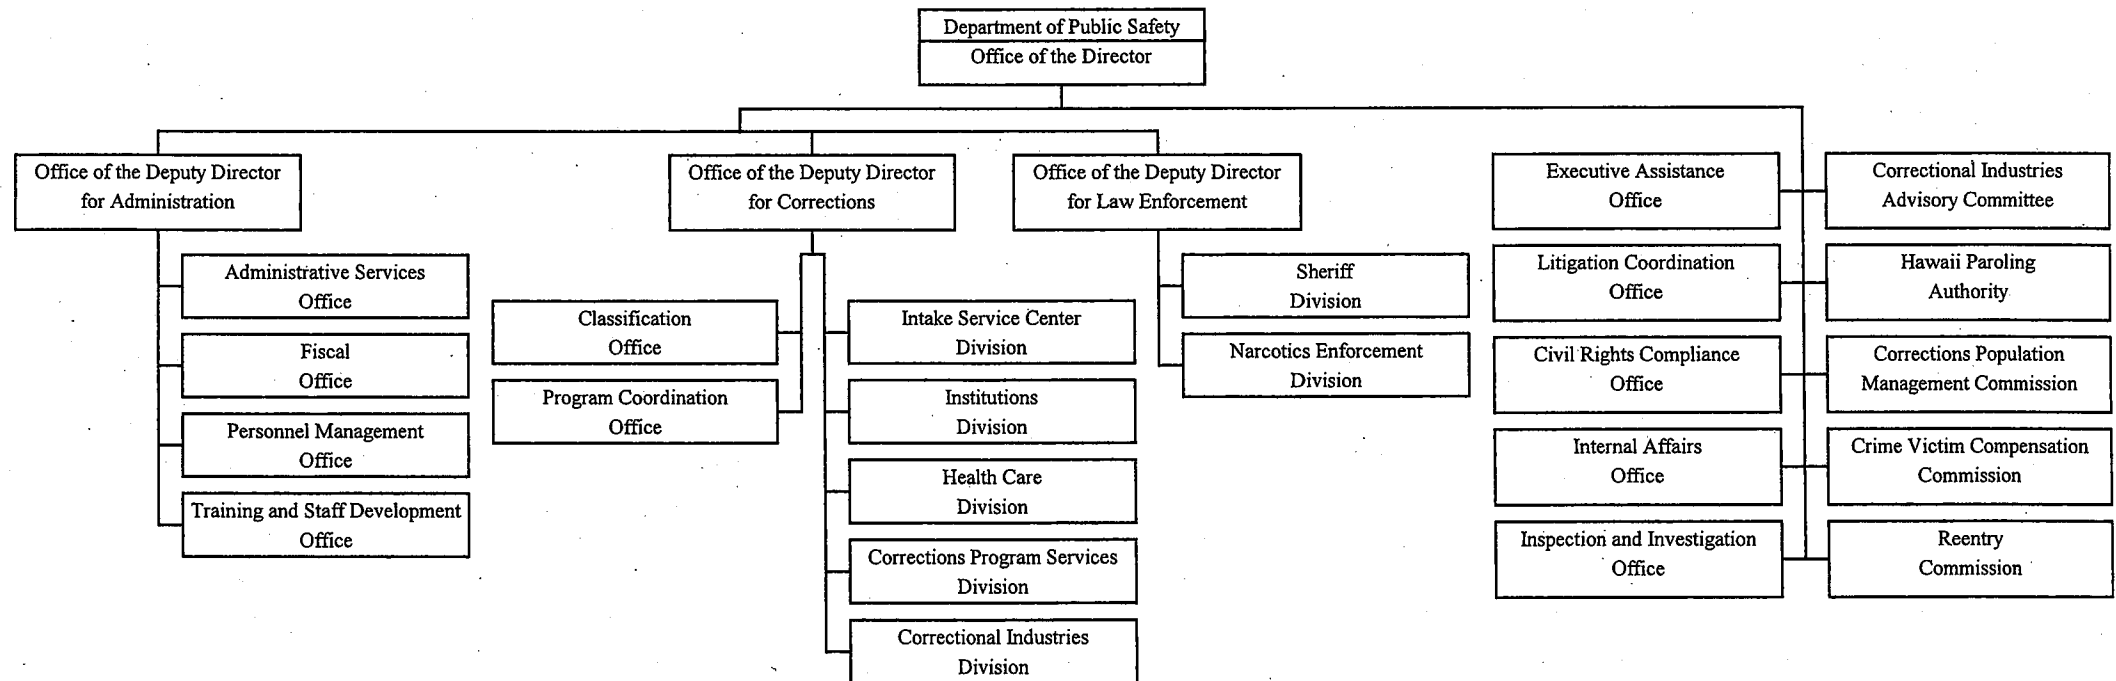 Department of Public Safety
Office of the Director
Office of the Deputy Director
for Administration
Administrative Services
Office
Fiscal
Office
Personnel Management
Office
Training and Staff Development
Office
Office of the Deputy Director
for Corrections
Classification
Office
Program Coordination
Office
Intake Service Center
Division
Institutions
Division
Health Care
Division
Corrections Program Services
Division
Correctional Industries
Division
Office of the Deputy Director
for Law Enforcement
Sheriff
Division
Narcotics Enforcement
Division
Executive Assistance
Office
Litigation Coordination
Office
Civil Rights Compliance
Office
Internal Affairs
Office
Inspection and Investigation
Office
Correctional Industries
Advisory Committee
Hawaii Paroling
Authority
Corrections Population
Management Commission
Crime Victim Compensation
Commission
Reentry
Commission